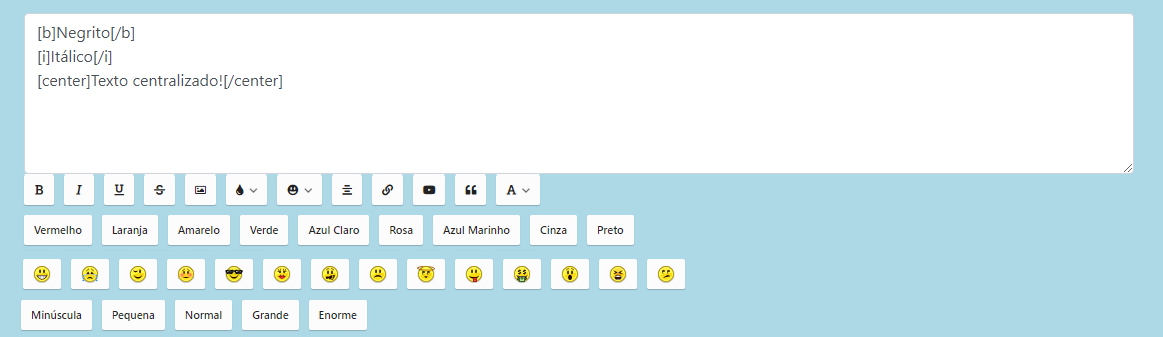 [b]Negrito[/b]
[i]Itálico[/i]
[center]Texto centralizado![/center]
B I U S A
Vermelho Laranja Amarelo Verde Azul Claro Rosa Azul Marinho Cinza Preto
Minúscula Pequena Normal Grande Enorme